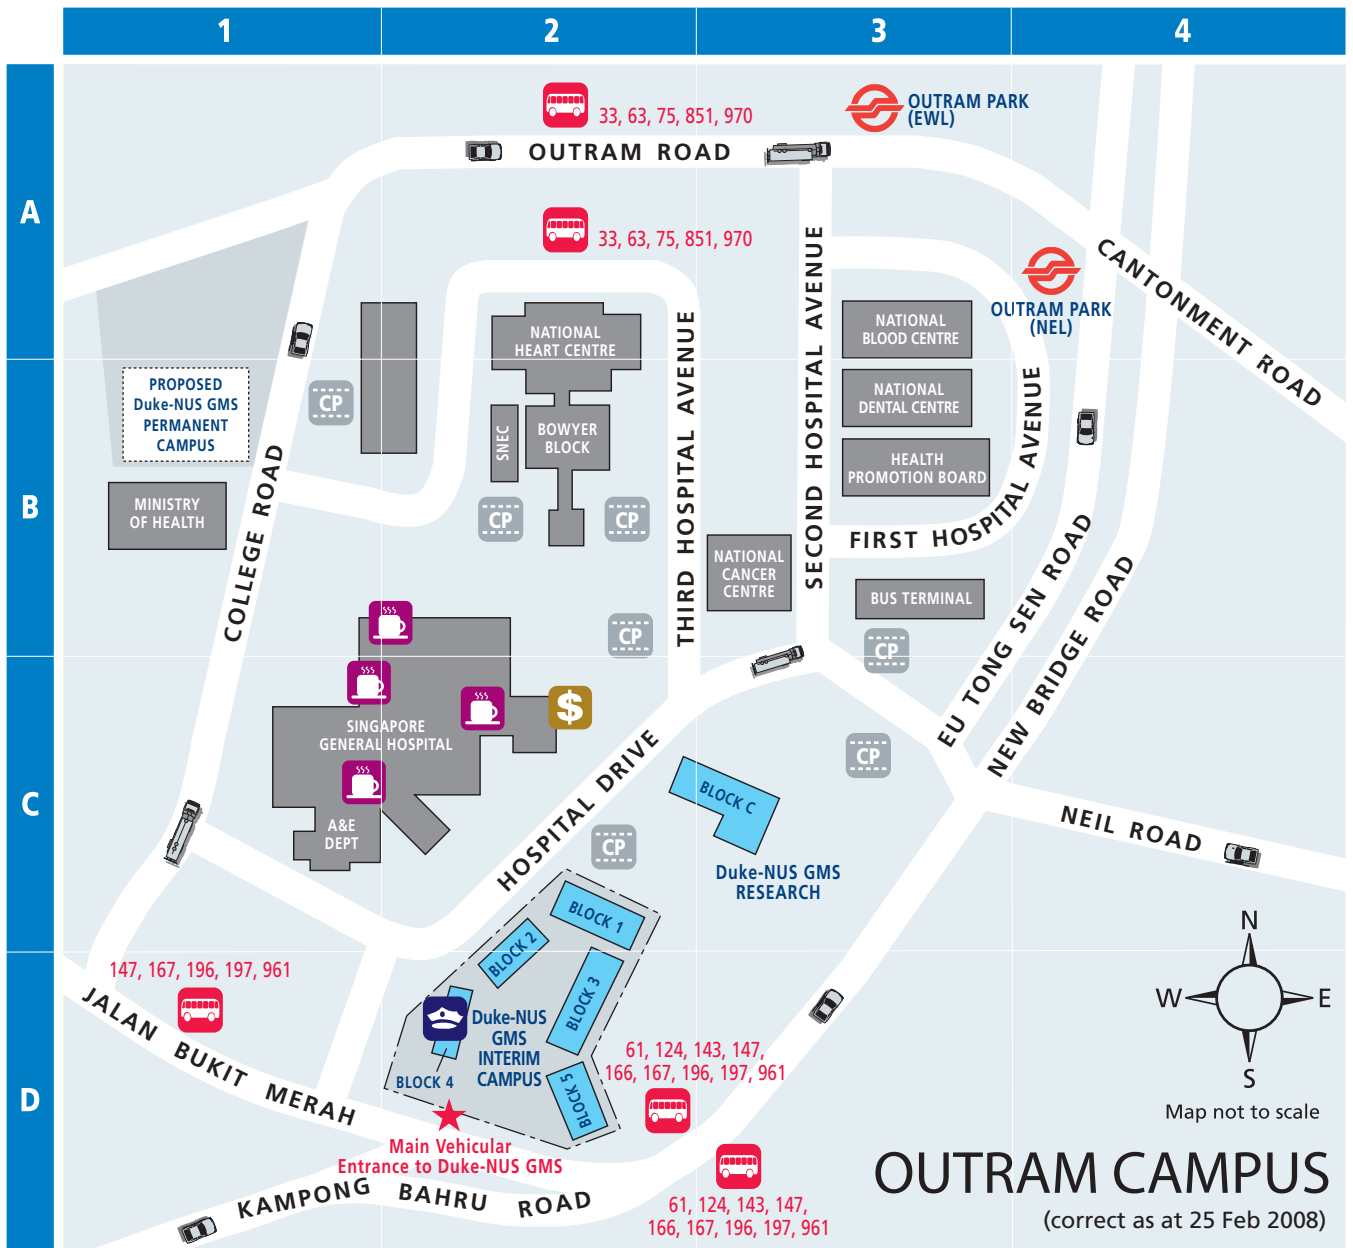 1
2
3
4
A
B
C
D
33, 63, 75, 851, 970
OUTRAM ROAD
OUTRAM PARK
(EWL)
33, 63, 75, 851, 970
CANTONMENT ROAD
OUTRAM PARK
(NEL)
NATIONAL
HEART CENTRE
THIRD HOSPITAL AVENUE
SECOND HOSPITAL AVENUE
NATIONAL
BLOOD CENTRE
PROPOSED
Duke-NUS GMS
PERMANENT
CAMPUS
CP
SNEC
BOWYER
BLOCK
NATIONAL
DENTAL CENTRE
HEALTH
PROMOTION BOARD
FIRST HOSPITAL AVENUE
MINISTRY
OF HEALTH
COLLEGE ROAD
CP
CP
NATIONAL
CANCER
CENTRE
BUS TERMINAL
CP
CP
EU TONG SEN ROAD
NEW BRIDGE ROAD
SINGAPORE
GENERAL HOSPITAL
$
A&E
DEPT
HOSPITAL DRIVE
CP
CP
BLOCK C
Duke-NUS GMS
RESEARCH
NEIL ROAD
BLOCK 1
BLOCK 2
BLOCK 3
147, 167, 196, 197, 961
JALAN BUKIT MERAH
Duke-NUS
GMS
INTERIM
CAMPUS
BLOCK 4
BLOCK 5
61, 124, 143, 147,
166, 167, 196, 197, 961
Main Vehicular
Entrance to Duke-NUS GMS
KAMPONG BAHRU ROAD
61, 124, 143, 147,
166, 167, 196, 197, 961
N
W
E
S
Map not to scale
OUTRAM CAMPUS
(correct as at 25 Feb 2008)